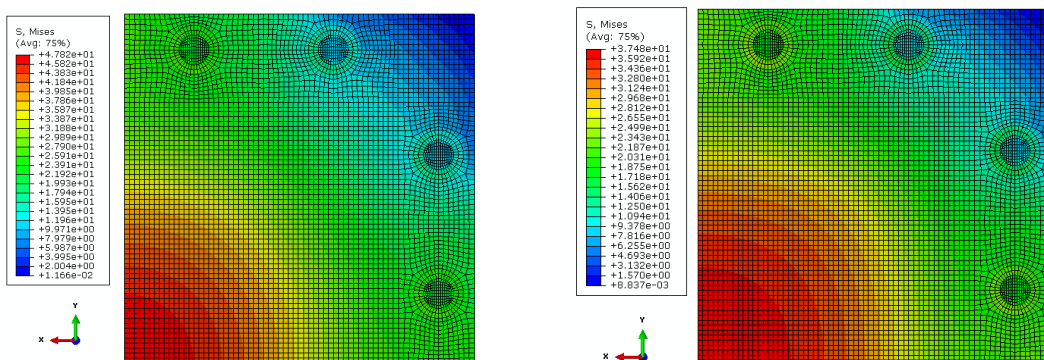 S, Mises
(Avg: 75%)
+4.782e+01
+4.582e+01
+4.383e+01
+4.184e+01
+3.985e+01
+3.786e+01
+3.587e+01
+3.387e+01
+3.188e+01
+2.989e+01
+2.790e+01
+2.591e+01
+2.391e+01
+2.192e+01
+1.993e+01
+1.794e+01
+1.595e+01
+1.395e+01
+1.196e+01
+9.971e+00
+7.979e+00
+5.987e+00
+3.995e+00
+2.004e+00
+1.166e-02
Y
X
S, Mises
(Avg: 75%)
+3.748e+01
+3.592e+01
+3.436e+01
+3.280e+01
+3.124e+01
+2.968e+01
+2.812e+01
+2.655e+01
+2.499e+01
+2.343e+01
+2.187e+01
+2.031e+01
+1.875e+01
+1.718e+01
+1.562e+01
+1.406e+01
+1.250e+01
+1.094e+01
+9.378e+00
+7.816e+00
+6.255e+00
+4.693e+00
+3.132e+00
+1.570e+00
+8.837e-03
Y
X